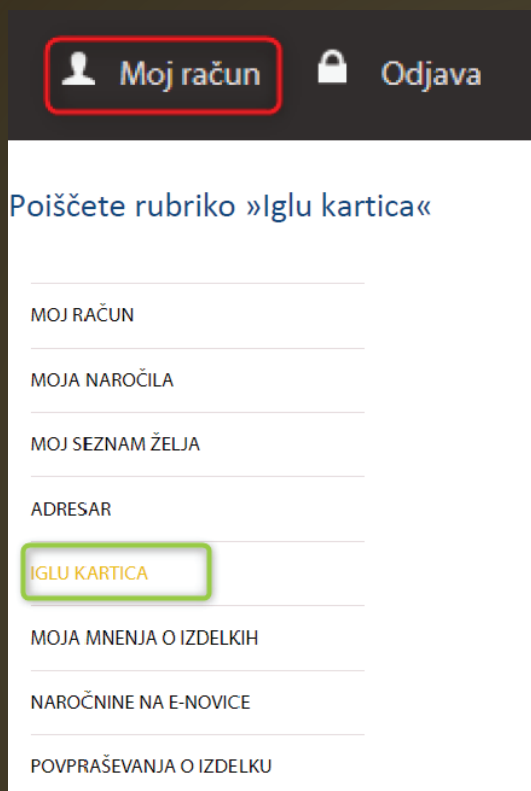 Moj račun Odjava
Poiščete rubriko »Iglu kartica«
MOJ RAČUN
MOJA NAROČILA
MOJ SEZNAM ŽELJA
ADRESAR
IGLU KARTICA
MOJA MNENJA O IZDELKIH
NAROČNINE NA E-NOVICE
POVPRAŠEVANJA O IZDELKU